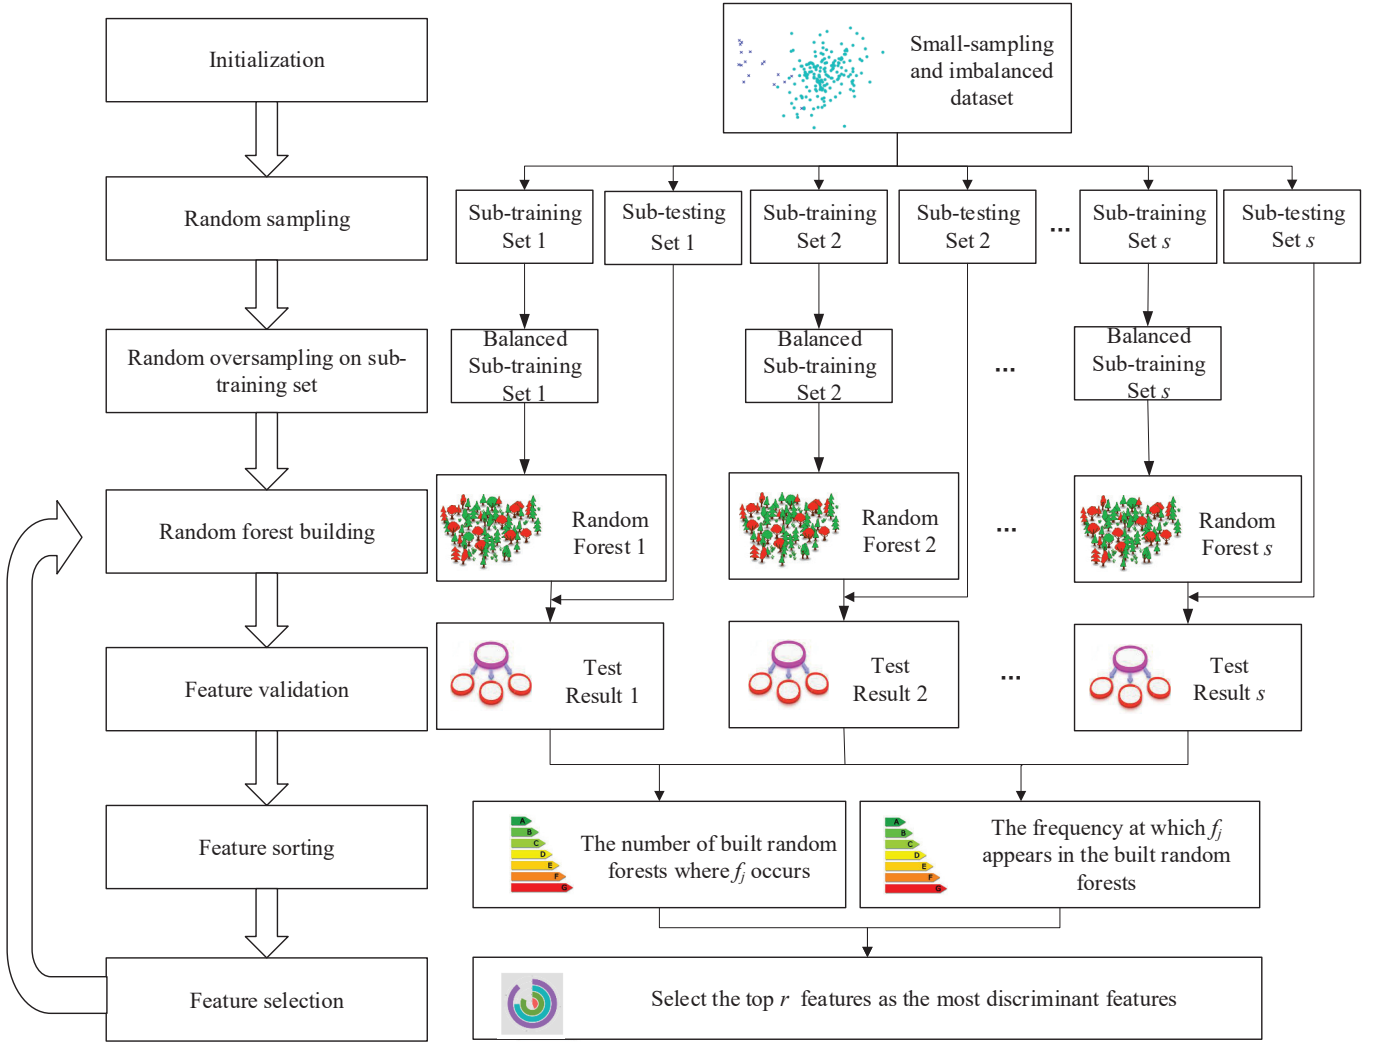 Initialization
Small-sampling
and imbalanced
dataset
Random sampling
Sub-training
Set 1
Sub-testing
Set 1
Sub-training
Set 2
Sub-testing
Set 2
...
Sub-training
Set s
Sub-testing
Set s
Random oversampling on sub-
training set
Balanced
Sub-training
Set 1
Balanced
Sub-training
Set 2
...
Balanced
Sub-training
Set s
Random forest building
Random
Forest 1
Random
Forest 2
...
Random
Forest s
Feature validation
Test
Result 1
Test
Result 2
...
Test
Result s
Feature sorting
A
B
C
D
E
F
G
The number of built random
forests where fj occurs
A
B
C
D
E
F
G
The frequency at which fj
appears in the built random
forests
Feature selection
Select the top r features as the most discriminant features